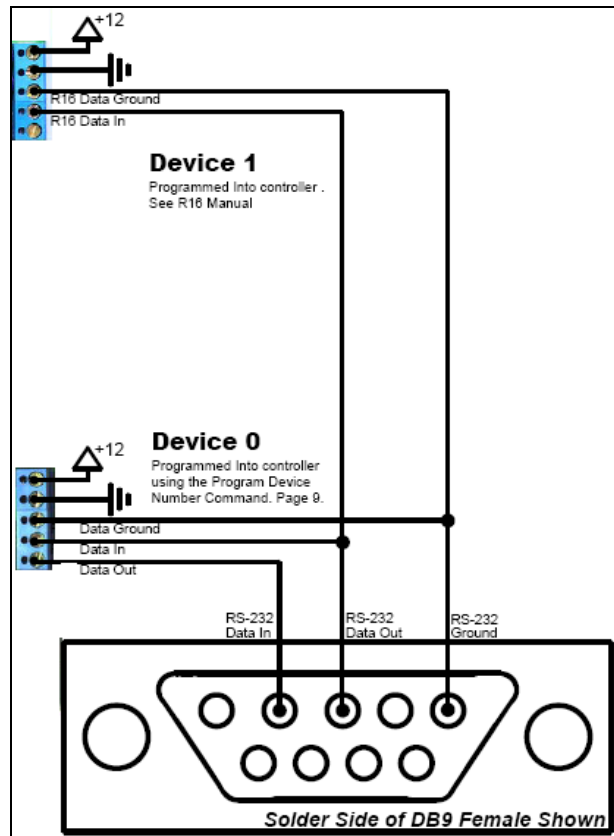 +12
R16 Data Ground
R16 Data In
Device 1
Programmed Into controller .
See R16 Manual
+12
Device 0
Programmed Into controller
using the Program Device
Number Command. Page 9.
Data Ground
Data In
Data Out
RS-232
Data In
RS-232
Data Out
RS-232
Ground
Solder Side of DB9 Female Shown